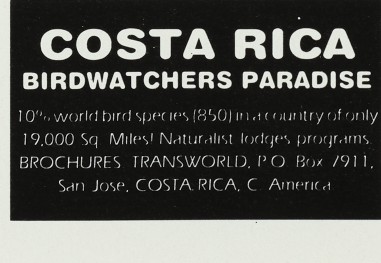 COSTA RICA
BIRDWATCHERS PARADISE
10% world bird species (850) in a country of only
19,000 Sq. Miles! Naturalist lodges programs.
BROCHURES. TRANSWORLD, P.O. Box 7911,
San Jose, COSTA RICA, C. America